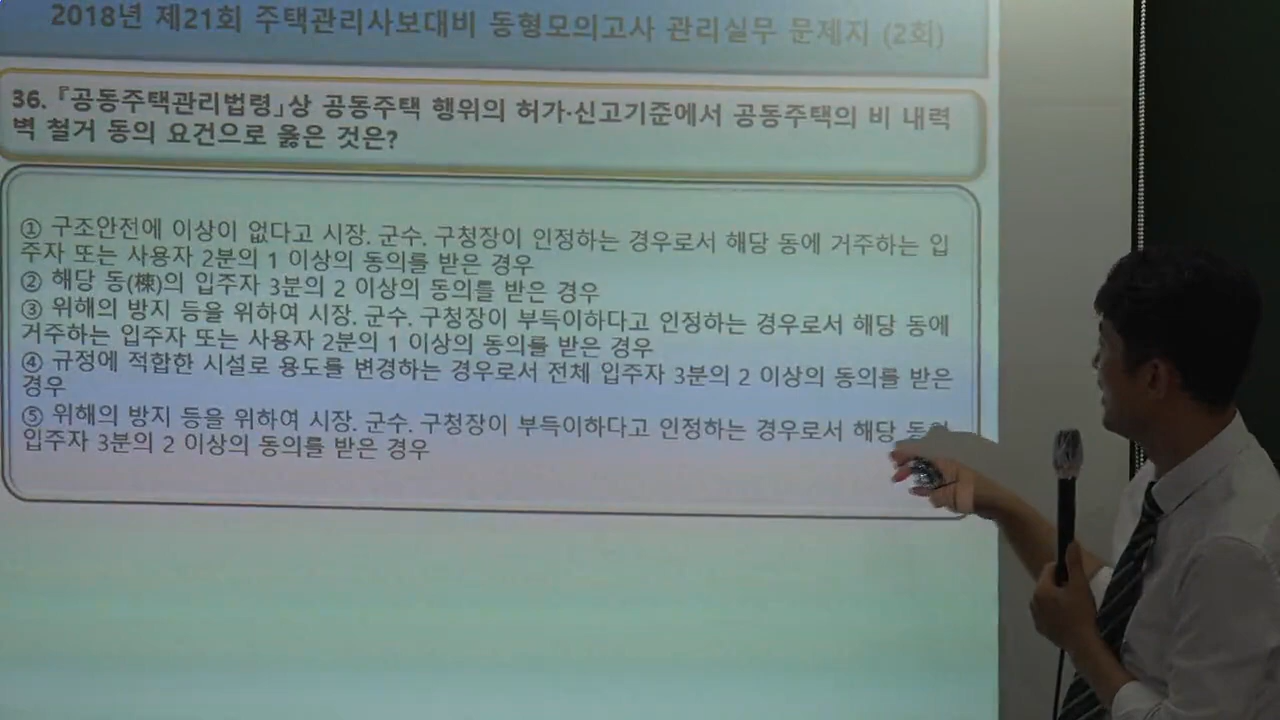 2018년 제21회 주택관리사보대비 동형모의고사 관리실무 문제지 (2회)
36. 『공동주택관리법령』상 공동주택 행위의 허가·신고기준에서 공동주택의 비 내력
벽 철거 동의 요건으로 옳은 것은?
① 구조안전에 이상이 없다고 시장. 군수. 구청장이 인정하는 경우로서 해당 동에 거주하는 입
주자 또는 사용자 2분의 1 이상의 동의를 받은 경우
② 해당 동(棟)의 입주자 3분의 2 이상의 동의를 받은 경우
③ 위해의 방지 등을 위하여 시장. 군수. 구청장이 부득이하다고 인정하는 경우로서 해당 동에
거주하는 입주자 또는 사용자 2분의 1 이상의 동의를 받은 경우
④ 규정에 적합한 시설로 용도를 변경하는 경우로서 전체 입주자 3분의 2 이상의 동의를 받은
경우
⑤ 위해의 방지 등을 위하여 시장. 군수. 구청장이 부득이하다고 인정하는 경우로서 해당
입주자 3분의 2 이상의 동의를 받은 경우